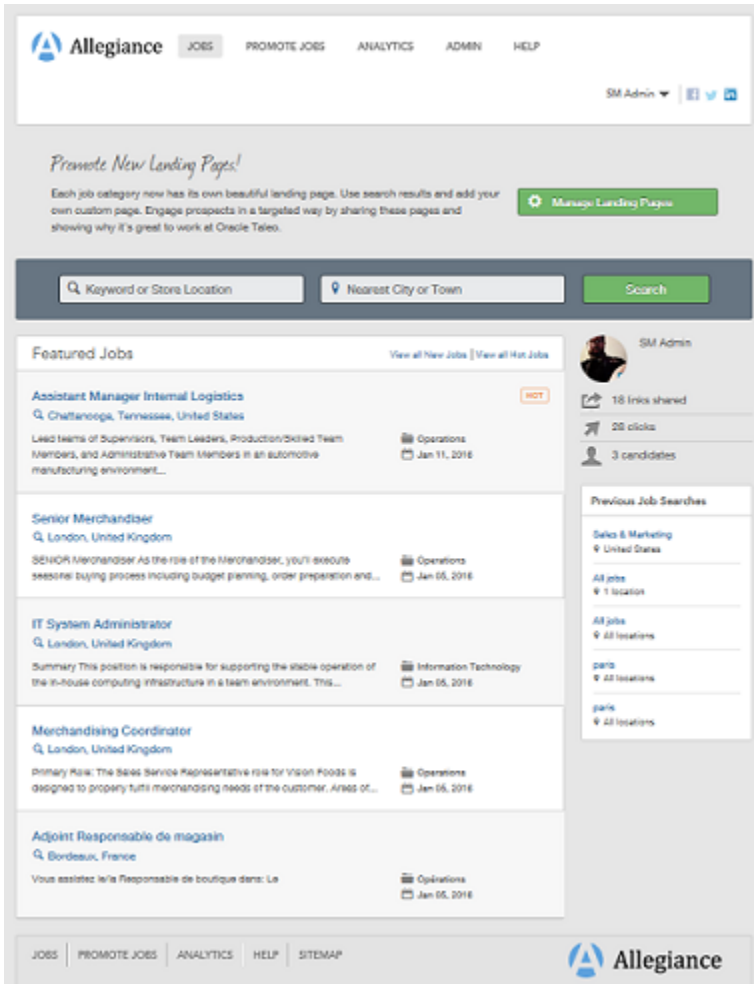 Allegiance JOBS PROMOTE JOBS ANALYTICS ADMIN HELP
SM Admin
Promote New Landing Pages!
Each job category now has its own beautiful landing page. Use search results and add your
own custom page. Engage prospects in a targeted way by sharing these pages and
showing why it's great to work at Oracle Taleo.
Manage Landing Pages
Keyword or Store Location
Nearest City or Town
Search
Featured Jobs
View all New Jobs | View all Hot Jobs
Assistant Manager Internal Logistics
HOT
Chattanooga, Tennessee, United States
Lead teams of Supervisors, Team Leaders, Production/Skilled Team
Members, and Administrative Team Members in an automotive
manufacturing environment...
Operations
Jan 11, 2016
Senior Merchandiser
London, United Kingdom
SENIOR Merchandiser As the role of the Merchandiser, you'll execute
seasonal buying process including budget planning, order preparation and...
Operations
Jan 05, 2016
IT System Administrator
London, United Kingdom
Summary This position is responsible for supporting the stable operation of
the in-house computing infrastructure in a team environment. This...
Information Technology
Jan 05, 2016
Merchandising Coordinator
London, United Kingdom
Primary Role: The Sales Service Representative role for Vision Foods is
designed to properly fulfil merchandising needs of the customer. Areas of...
Operations
Jan 05, 2016
Adjoint Responsable de magasin
Bordeaux, France
Vous assistez le/la Responsable de boutique dans: La
Opérations
Jan 05, 2016
SM Admin
18 links shared
28 clicks
3 candidates
Previous Job Searches
Sales & Marketing
United States
All jobs
1 location
All jobs
All locations
paris
All locations
paris
All locations
JOBS PROMOTE JOBS ANALYTICS HELP SITEMAP
Allegiance